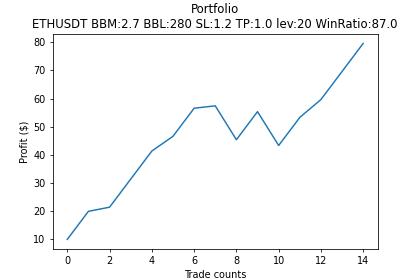 Portfolio
ETHUSDT BBM:2.7 BBL:280 SL:1.2 TP:1.0 lev:20 WinRatio:87.0
80
70
60
50
40
30
20
10
Profit ($)
0 2 4 6 8 10 12 14
Trade counts